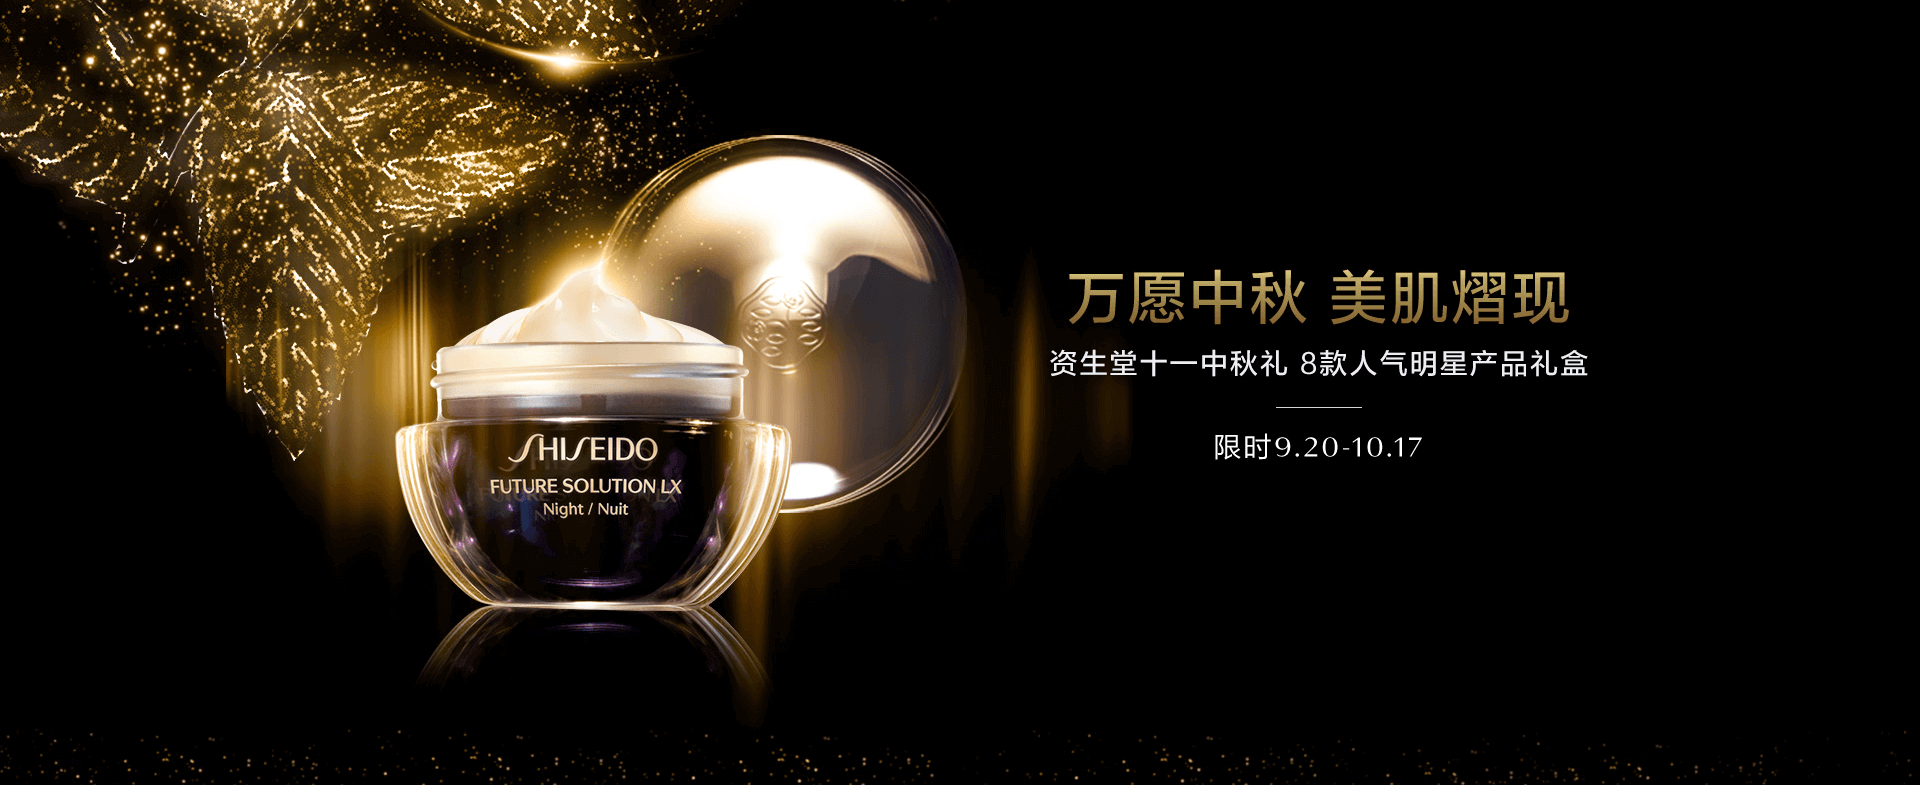 万愿中秋 美肌熠现
资生堂十一中秋礼 8款人气明星产品礼盒
限时9.20-10.17
SHISEIDO
FUTURE SOLUTION LX
Night / Nuit